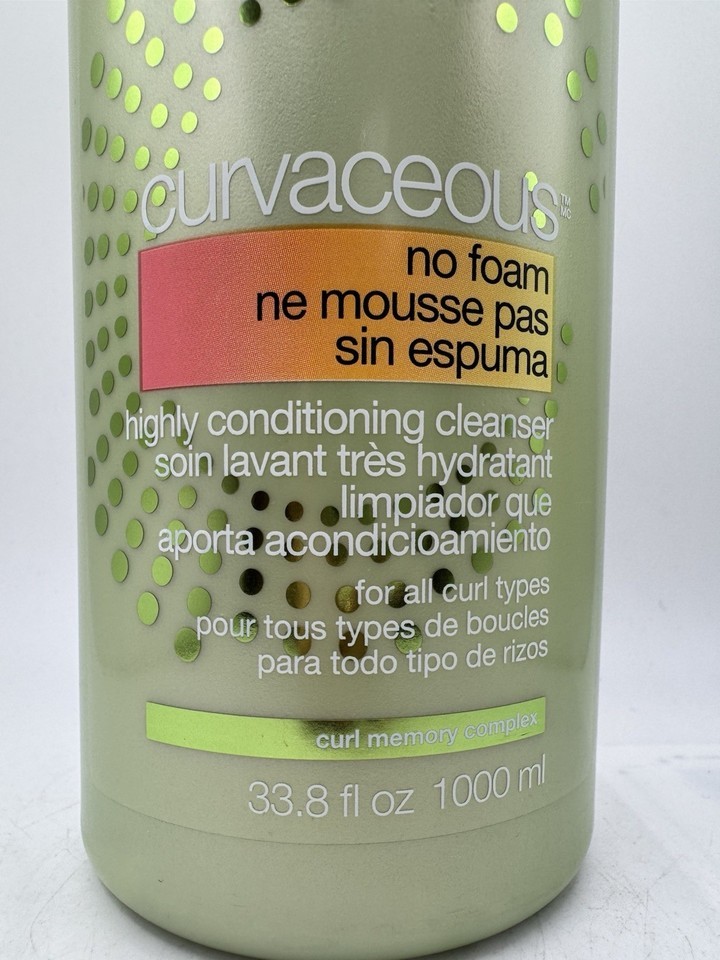 curvaceous™ MC
no foam
ne mousse pas
sin espuma
highly conditioning cleanser
soin lavant très hydratant
limpiador que
aporta acondicioamiento
for all curl types
pour tous types de boucles
para todo tipo de rizos
curl memory complex
33.8 fl oz 1000 ml